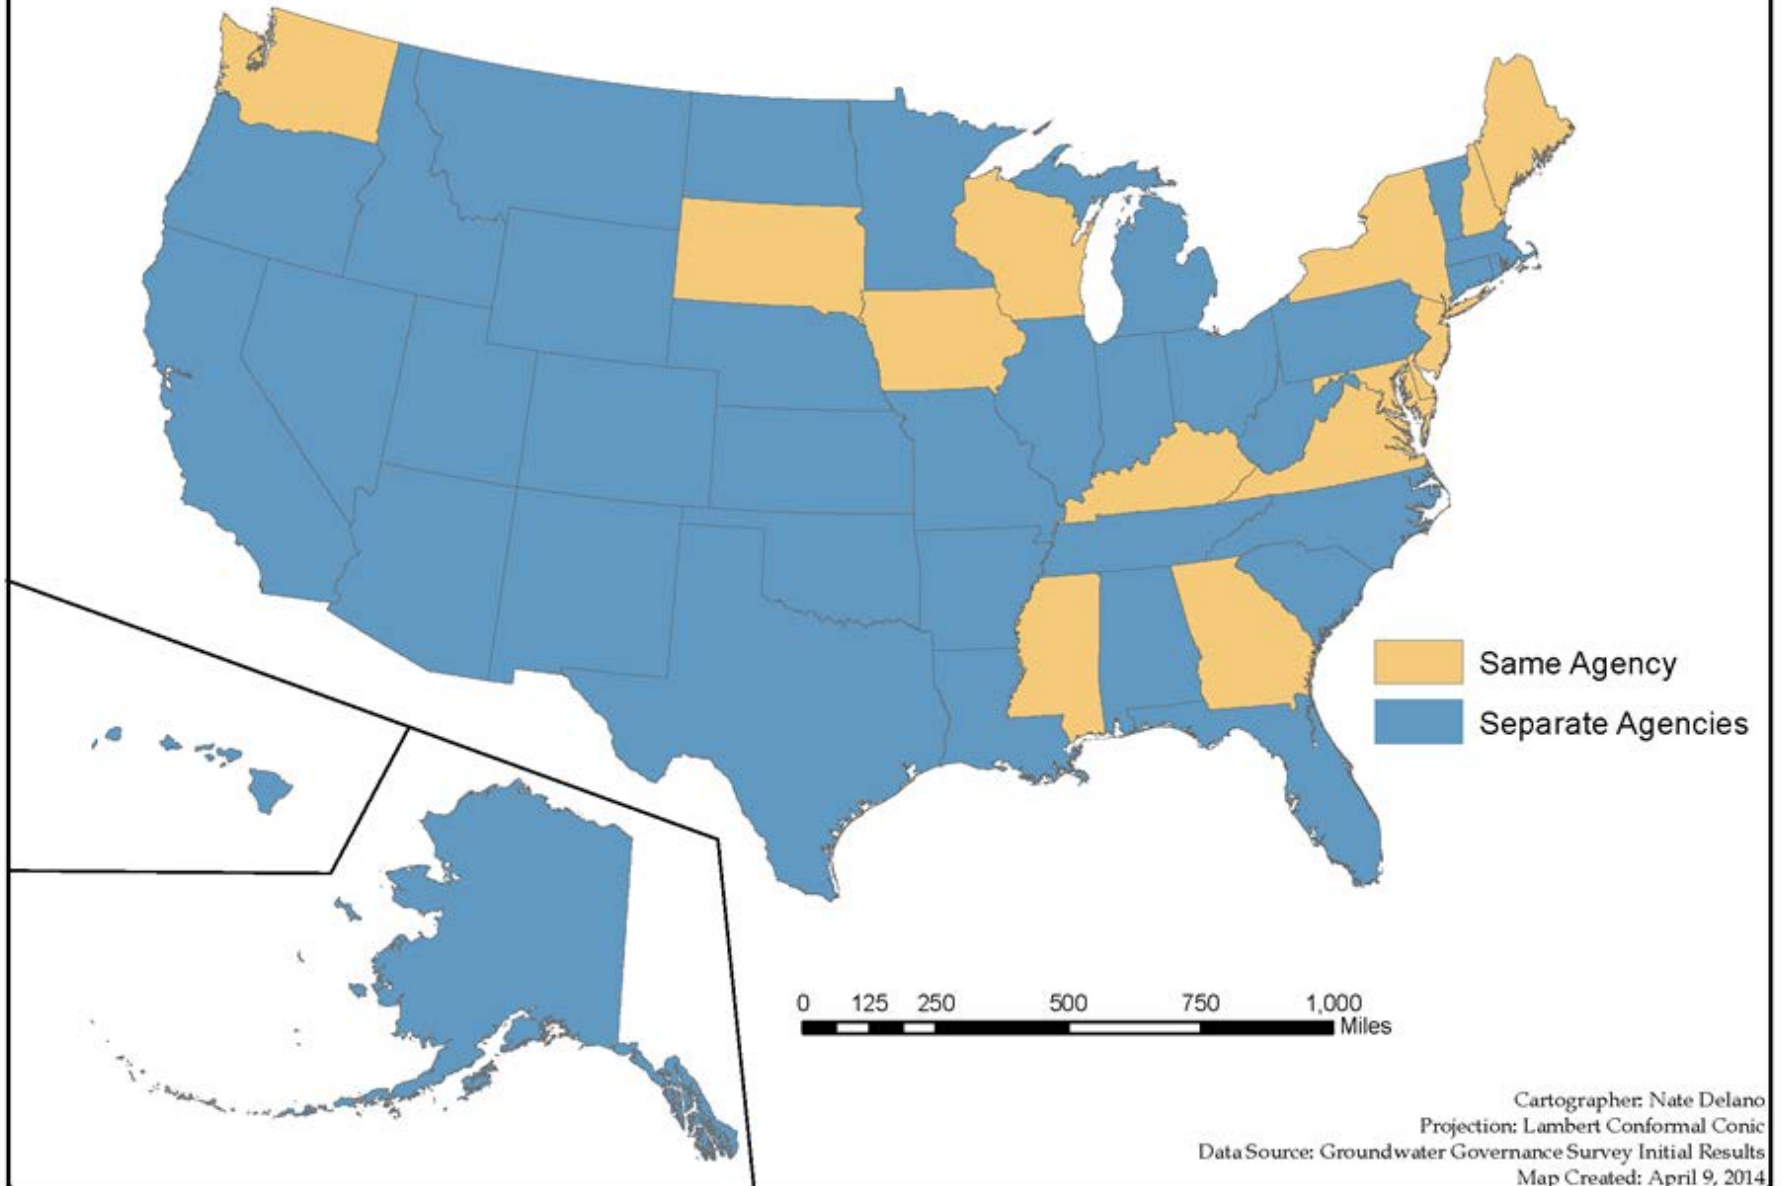 Same Agency
Separate Agencies
0 125 250 500 750 1,000
Miles
Cartographer: Nate Delano
Projection: Lambert Conformal Conic
Data Source: Groundwater Governance Survey Initial Results
Map Created: April 9, 2014